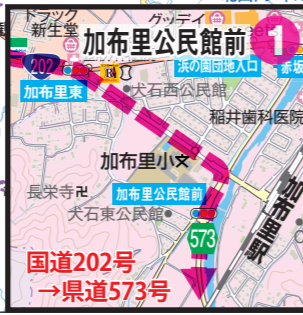 ドラッグ
新生堂
グッデイ
加布里公民館前
1
202
加布里東
浜の園団地入口
赤坂
犬石西公民館
稲井歯科医院
加布里小文
長栄寺卍
加布里公民館前
犬石東公民館
573
加布里駅
国道202号
→県道573号